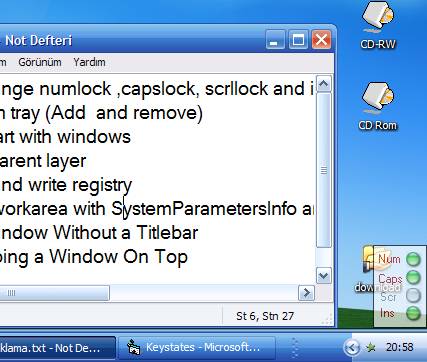 - Not Defteri
m Görünüm Yardım
nge numlock ,capslock, scrllock and i
n tray (Add and remove)
art with windows
arent layer
and write registry
workarea with SystemParametersInfo a
ndow Without a Titlebar
ping a Window On Top
St 6, Stn 27
CD-RW
CD Rom
download
Num
Caps
Scr
Ins
klama.txt - Not De...
Keystates - Microsoft...
20:58